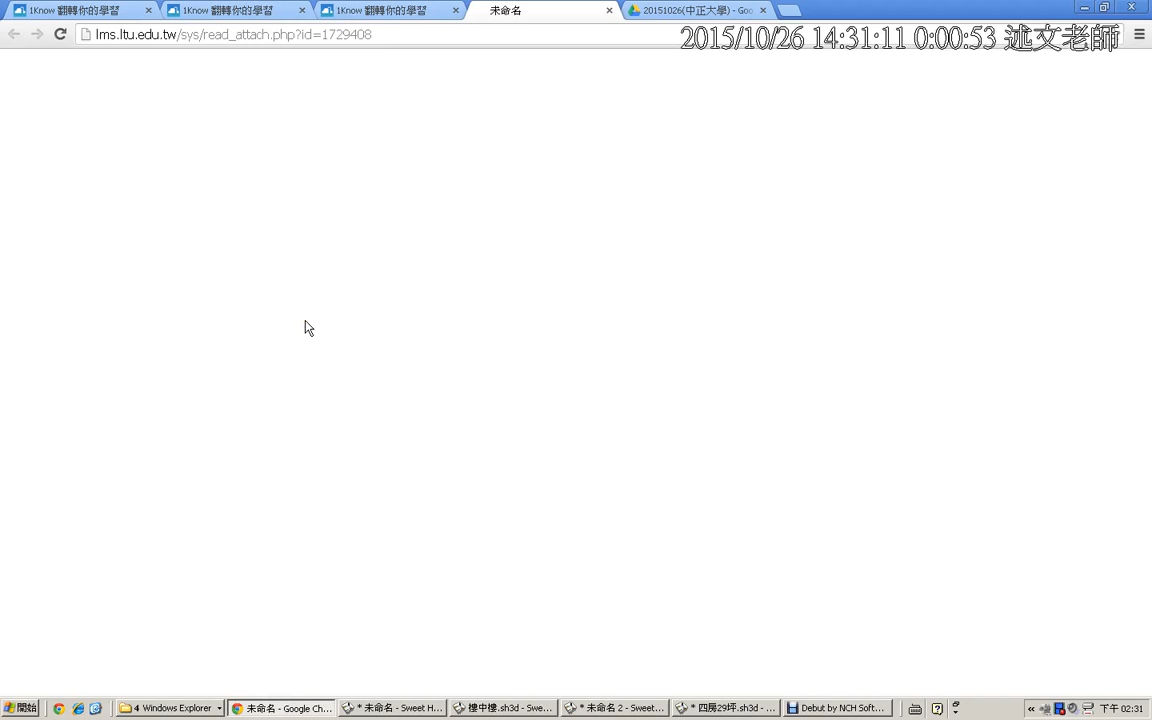 1Know 翻轉你的學習
1Know 翻轉你的學習
1Know 翻轉你的學習
未命名
20151026(中正大學) - Goo
lms.ltu.edu.tw/sys/read_attach.php?id=1729408
2015/10/26 14:31:11 0:00:53 述文老師
開始
4 Windows Explorer
未命名 - Google Ch...
* 未命名 - Sweet H...
樓中樓.sh3d - Swe...
* 未命名 2 - Sweet...
* 四房29坪.sh3d - ...
Debut by NCH Soft...
下午 02:31